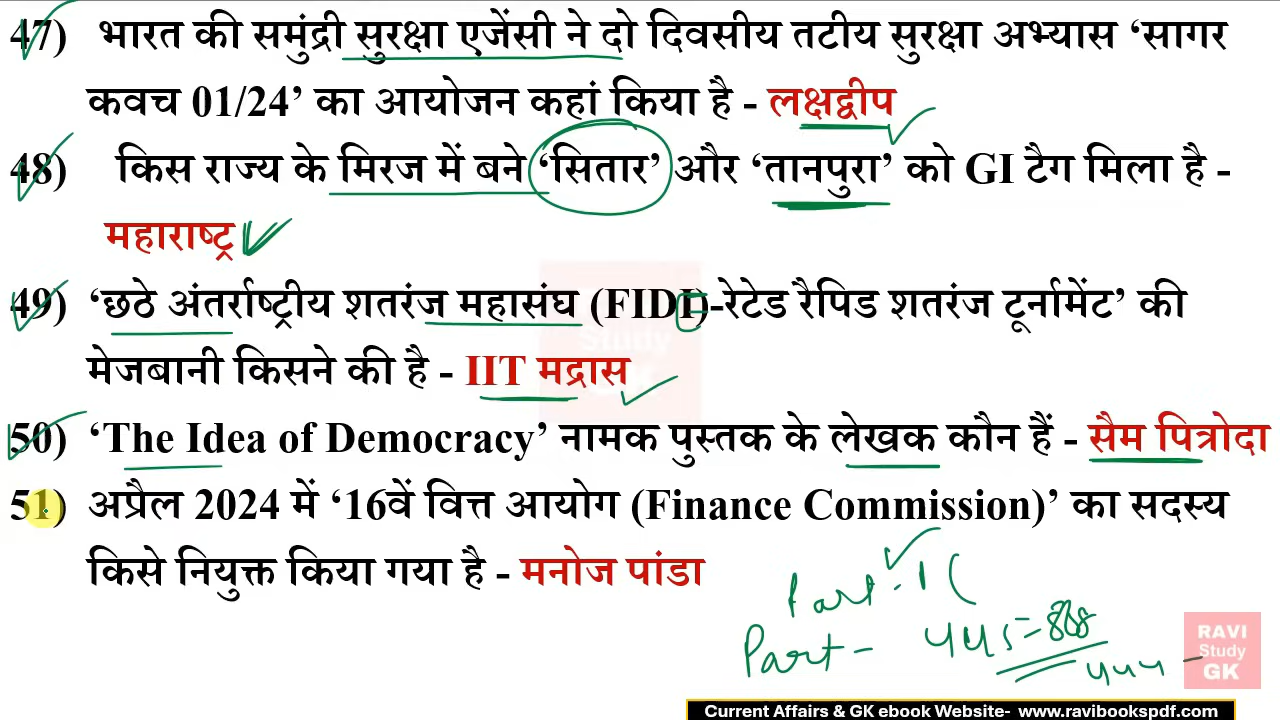 47) भारत की समुंद्री सुरक्षा एजेंसी ने दो दिवसीय तटीय सुरक्षा अभ्यास ‘सागर
कवच 01/24’ का आयोजन कहां किया है - लक्षद्वीप
48) किस राज्य के मिरज में बने ‘सितार’ और ‘तानपुरा’ को GI टैग मिला है -
महाराष्ट्र
49) ‘छठे अंतर्राष्ट्रीय शतरंज महासंघ (FIDE)-रेटेड रैपिड शतरंज टूर्नामेंट’ की
मेजबानी किसने की है - IIT मद्रास
50) ‘The Idea of Democracy’ नामक पुस्तक के लेखक कौन हैं - सैम पित्रोदा
51) अप्रैल 2024 में ‘16वें वित्त आयोग (Finance Commission)’ का सदस्य
किसे नियुक्त किया गया है - मनोज पांडा
Part-1 (
Part-
444
RAVI
Study
GK
Current Affairs & GK ebook Website- www.ravibookspdf.com